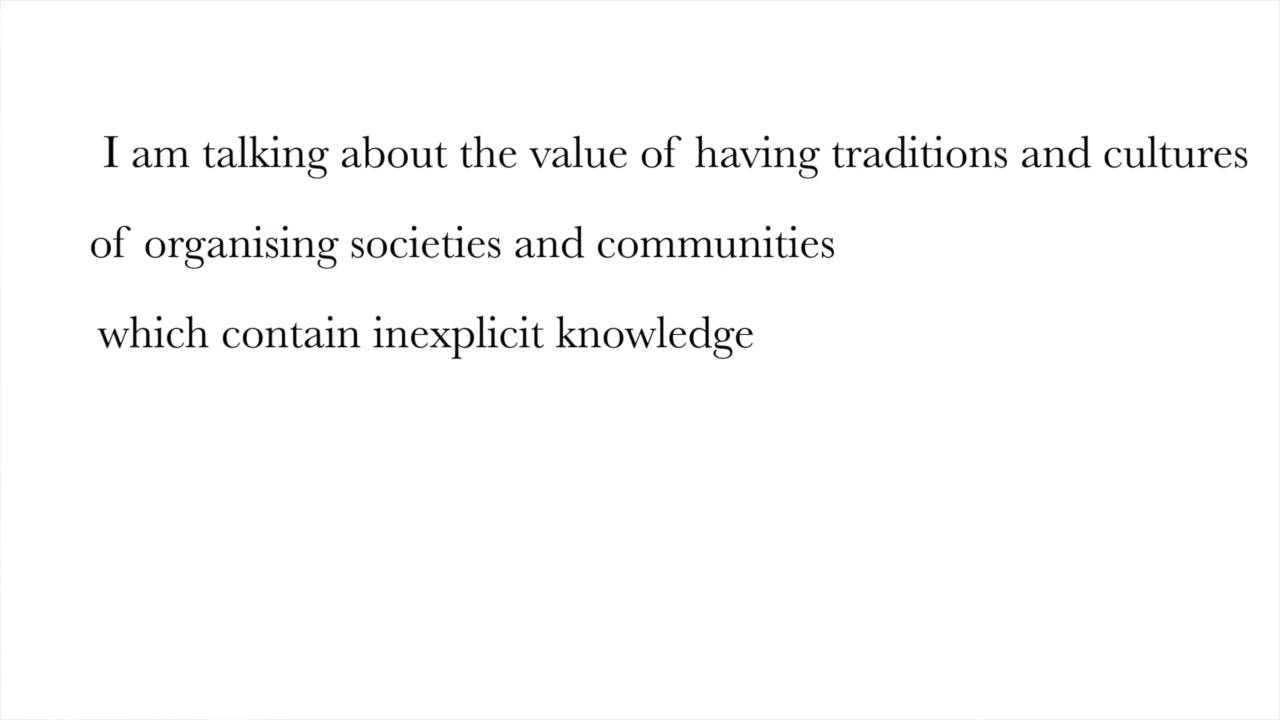 I am talking about the value of having traditions and cultures
of organising societies and communities
which contain inexplicit knowledge